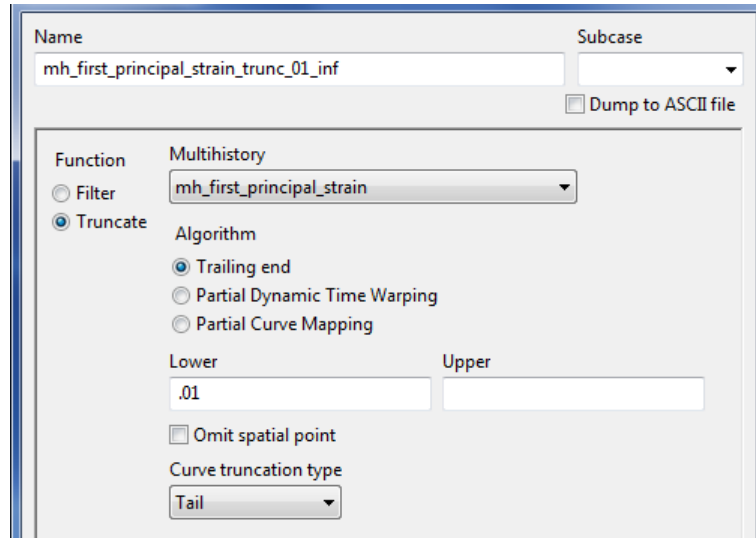 Name
Subcase
mh_first_principal_strain_trunc_01_inf
Dump to ASCII file
Function
Multihistory
Filter
mh_first_principal_strain
Truncate
Algorithm
Trailing end
Partial Dynamic Time Warping
Partial Curve Mapping
Lower
Upper
.01
Omit spatial point
Curve truncation type
Tail